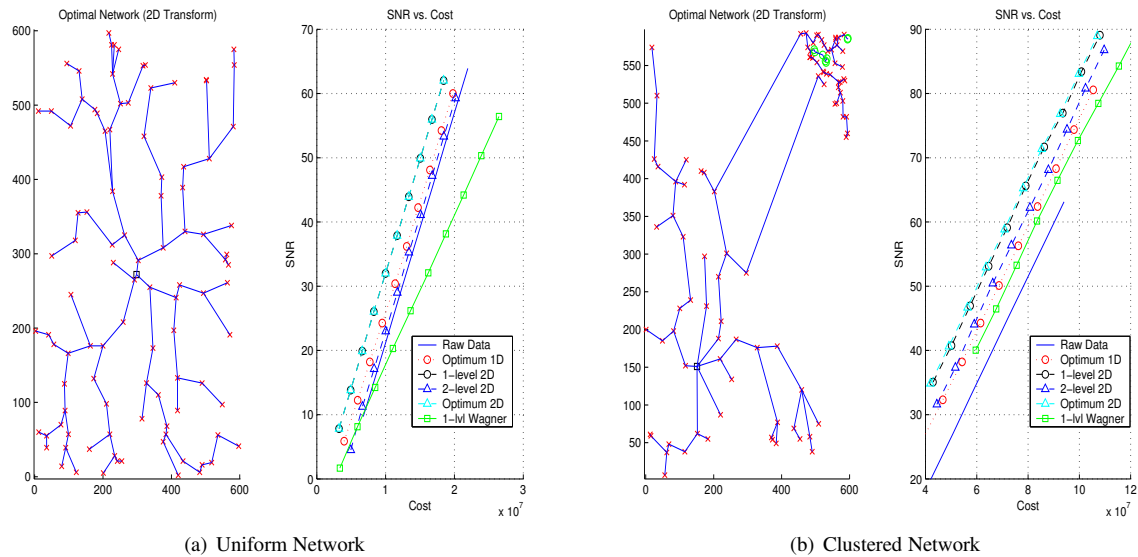 Optimal Network (2D Transform)
600
500
400
300
200
100
0
0 200 400 600
SNR vs. Cost
70
60
50
40
30
20
10
0
SNR
Raw Data
Optimum 1D
1-level 2D
2-level 2D
Optimum 2D
1-lvl Wagner
0 1 2 3
Cost
x 10^7
(a) Uniform Network
Optimal Network (2D Transform)
550
500
450
400
350
300
250
200
150
100
50
0 200 400 600
SNR vs. Cost
90
80
70
60
50
40
30
20
SNR
Raw Data
Optimum 1D
1-level 2D
2-level 2D
Optimum 2D
1-lvl Wagner
4 6 8 10 12
Cost
x 10^7
(b) Clustered Network